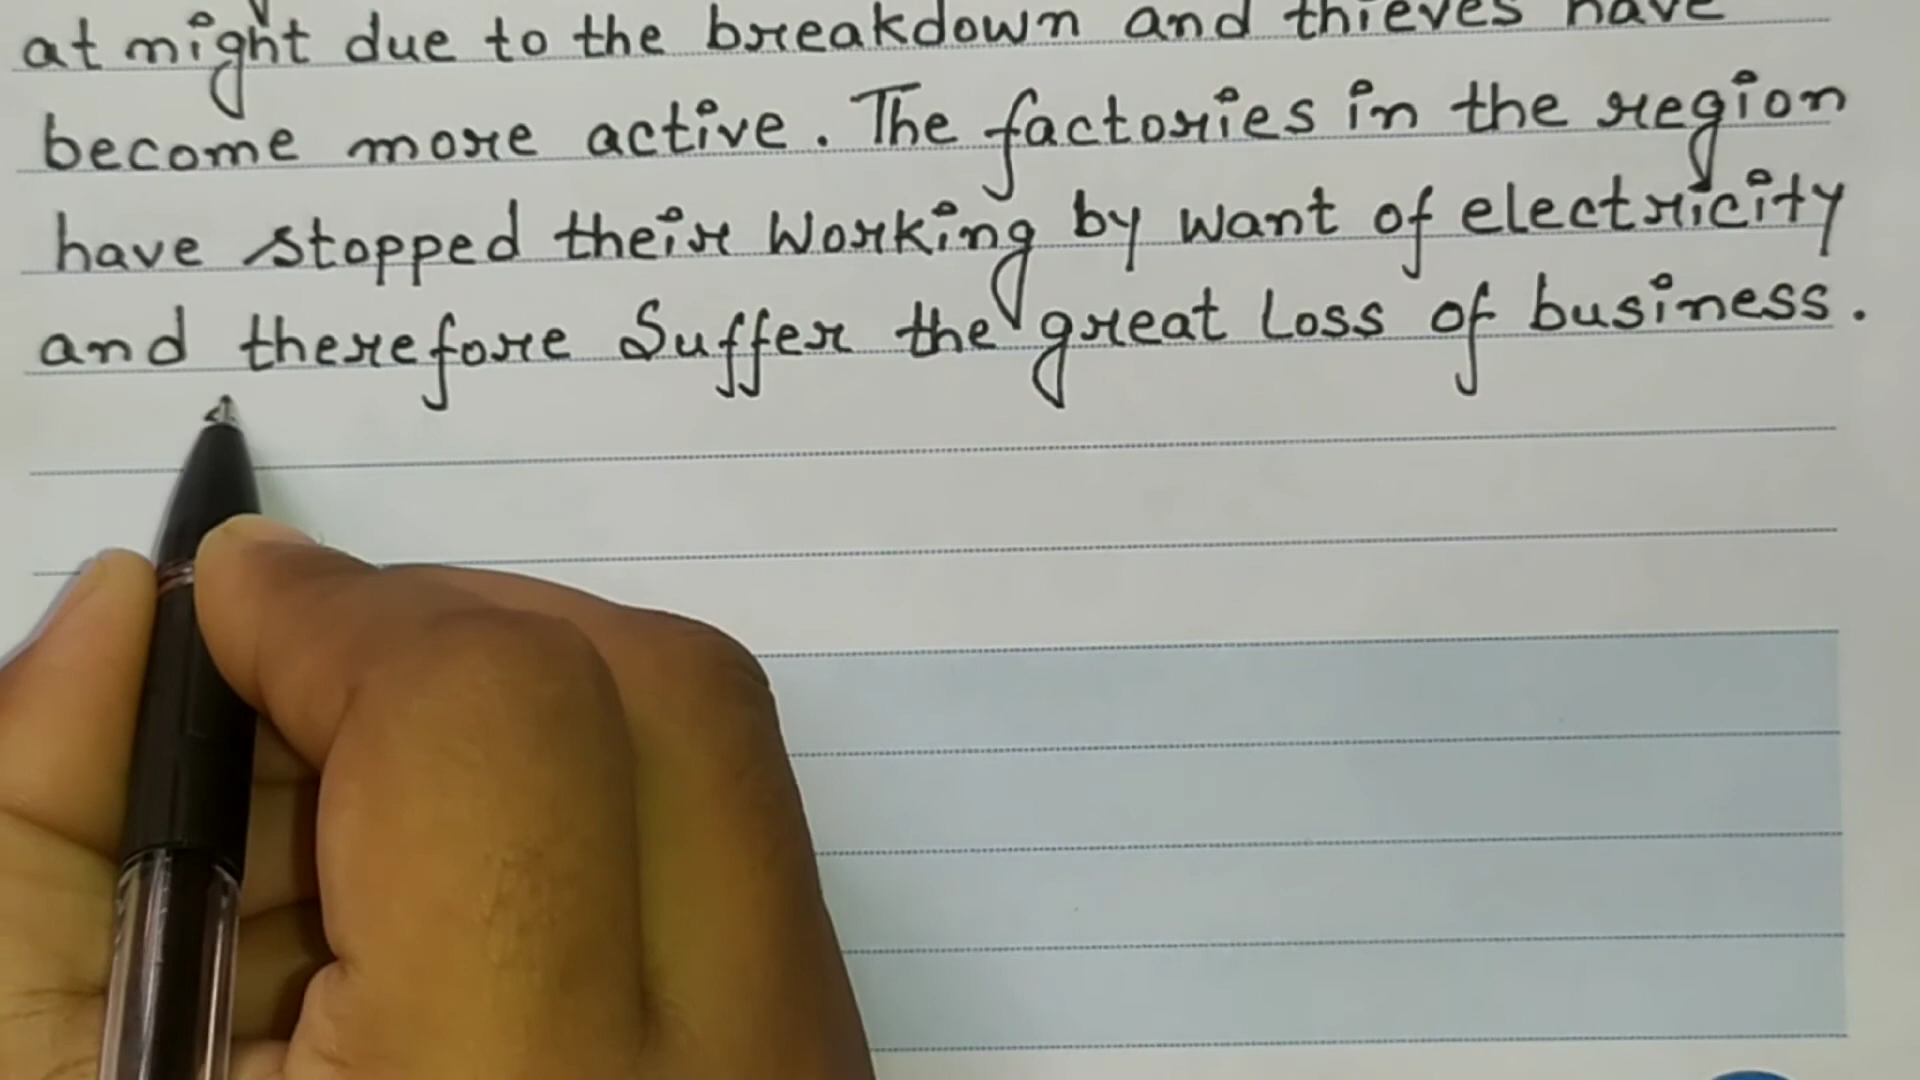 at night due to the breakdown and thieves have
become more active. The factories in the region
have stopped their Working by want of electricity
and therefore Suffer the great Loss of business.